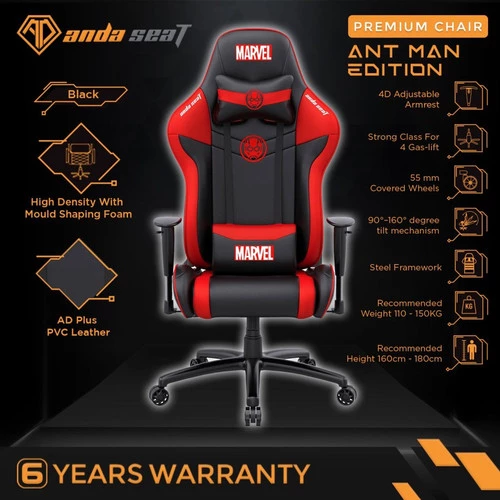 anda seaT
PREMIUM CHAIR
ANT MAN
EDITION
Black
High Density With
Mould Shaping Foam
AD Plus
PVC Leather
MARVEL
anda seaT
anda seaT
MARVEL
MARVEL
4D Adjustable
Armrest
Strong Class For
4 Gas-lift
55 mm
Covered Wheels
90°-160° degree
tilt mechanism
Steel Framework
Recommended
Weight 110 - 150KG
KG
Recommended
Height 160cm - 180cm
6 YEARS WARRANTY